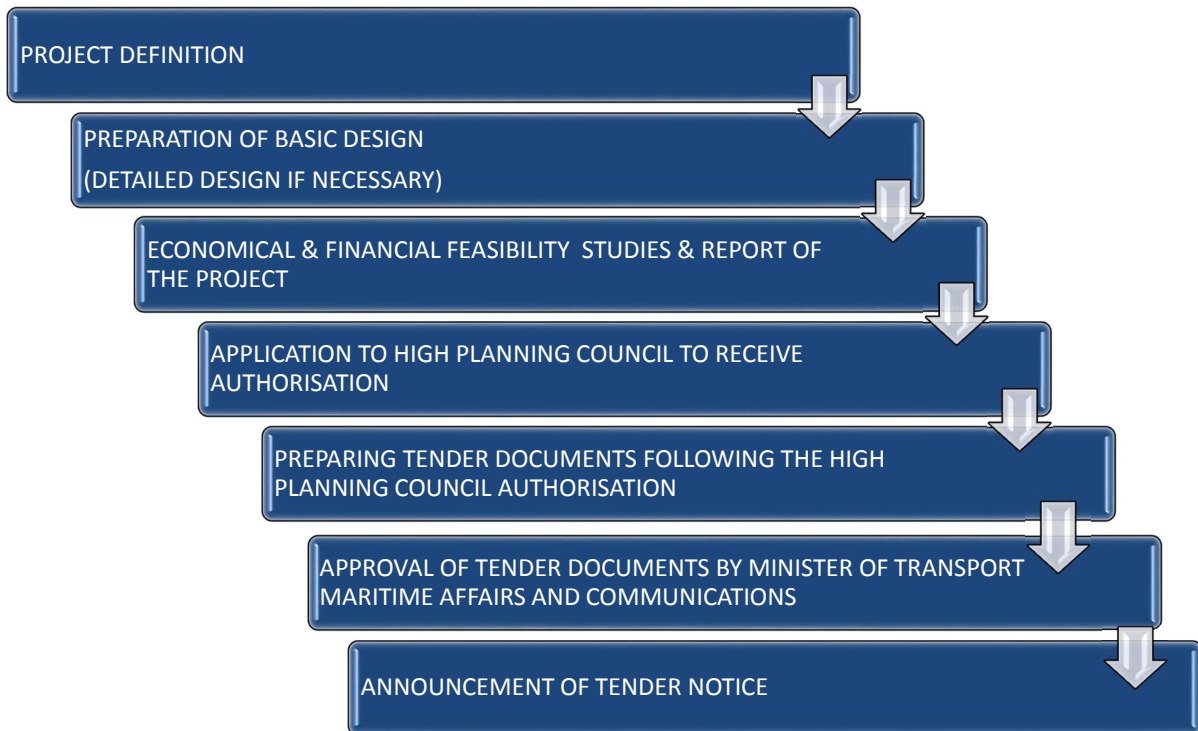 PROJECT DEFINITION
PREPARATION OF BASIC DESIGN
(DETAILED DESIGN IF NECESSARY)
ECONOMICAL & FINANCIAL FEASIBILITY STUDIES & REPORT OF
THE PROJECT
APPLICATION TO HIGH PLANNING COUNCIL TO RECEIVE
AUTHORISATION
PREPARING TENDER DOCUMENTS FOLLOWING THE HIGH
PLANNING COUNCIL AUTHORISATION
APPROVAL OF TENDER DOCUMENTS BY MINISTER OF TRANSPORT
MARITIME AFFAIRS AND COMMUNICATIONS
ANNOUNCEMENT OF TENDER NOTICE